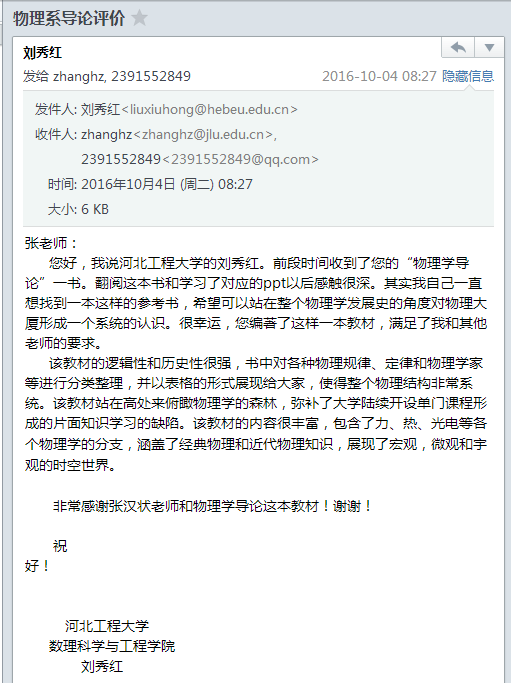 物理系导论评价
刘秀红
发给 zhanghz, 2391552849 2016-10-04 08:27 隐藏信息
发件人: 刘秀红<liuxiuhong@hebeu.edu.cn>
收件人: zhanghz<zhanghz@jlu.edu.cn>,
2391552849<2391552849@qq.com>
时间: 2016年10月4日 (周二) 08:27
大小: 6 KB
张老师：
您好，我说河北工程大学的刘秀红。前段时间收到了您的“物理学导
论”一书。翻阅这本书和学习了对应的ppt以后感触很深。其实我自己一直
想找到一本这样的参考书，希望可以站在整个物理学发展史的角度对物理大
厦形成一个系统的认识。很幸运，您编著了这样一本教材，满足了我和其他
老师的要求。
该教材的逻辑性和历史性很强，书中对各种物理规律、定律和物理学家
等进行分类整理，并以表格的形式展现给大家，使得整个物理结构非常系
统。该教材站在高处来俯瞰物理学的森林，弥补了大学陆续开设单门课程形
成的片面知识学习的缺陷。该教材的内容很丰富，包含了力、热、光电等各
个物理学的分支，涵盖了经典物理和近代物理知识，展现了宏观，微观和宇
观的时空世界。
非常感谢张汉状老师和物理学导论这本教材！谢谢！
祝
好！
河北工程大学
数理科学与工程学院
刘秀红